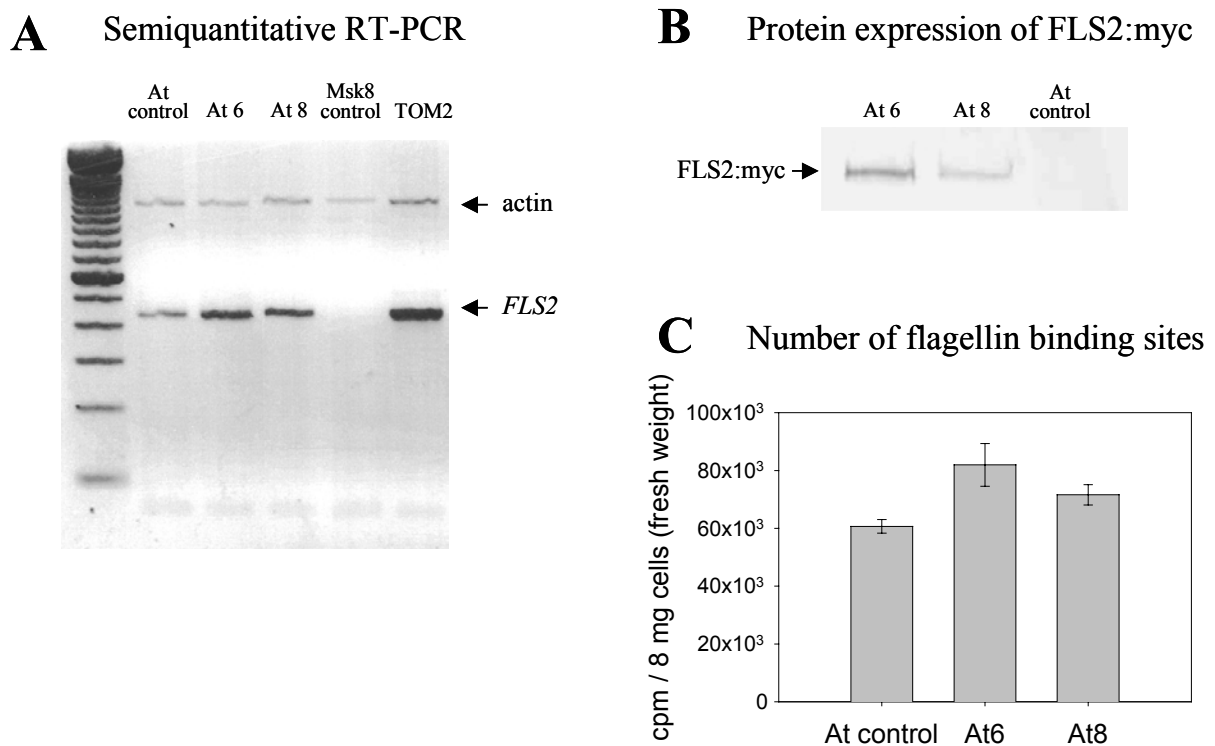 A Semiquantitative RT-PCR
At
control
At 6
At 8
Msk8
control
TOM2
actin
FLS2
B Protein expression of FLS2:myc
At 6
At 8
At
control
FLS2:myc
C Number of flagellin binding sites
cpm / 8 mg cells (fresh weight)
100x10³
80x10³
60x10³
40x10³
20x10³
0
At control
At6
At8